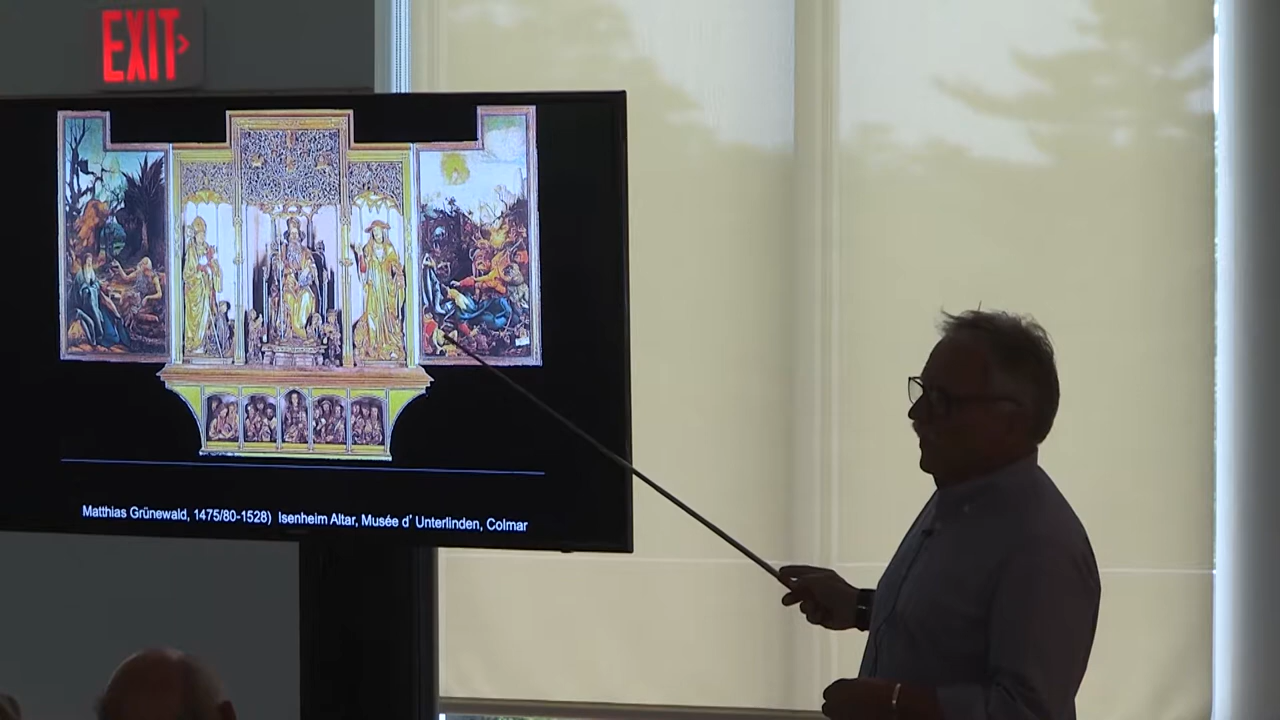 EXIT >
Matthias Grünewald, 1475/80-1528)  Isenheim Altar, Musée d' Unterlinden, Colmar